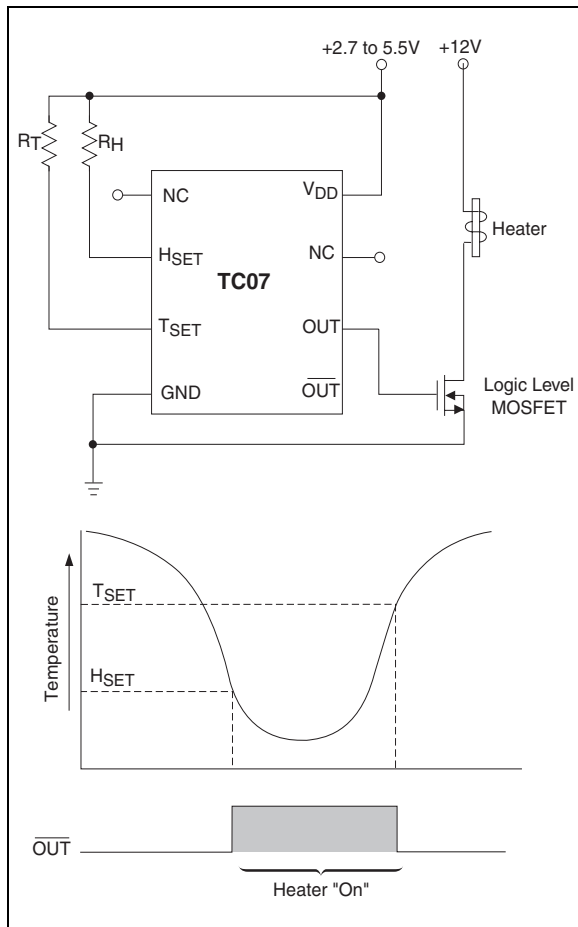 +2.7 to 5.5V
+12V
RT
RH
NC
VDD
Heater
HSET
NC
TC07
TSET
OUT
Logic Level
MOSFET
GND
OUT
Temperature
TSET
HSET
OUT
Heater "On"